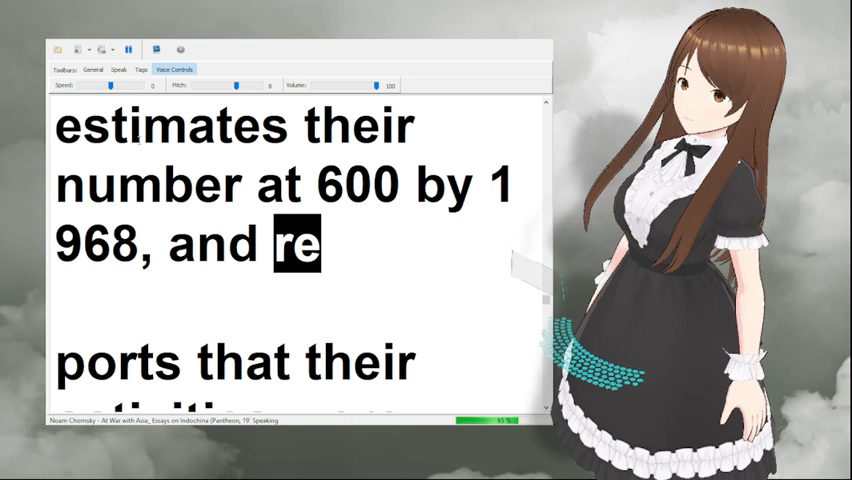 Toolbars: General Speak Tags Voice Controls
Speed: 0 Pitch: 8 Volume: 100
estimates their
number at 600 by 1
968, and re
ports that their
Noam Chomsky - At War with Asia_ Essays on Indochina (Pantheon, 19' Speaking
65 %